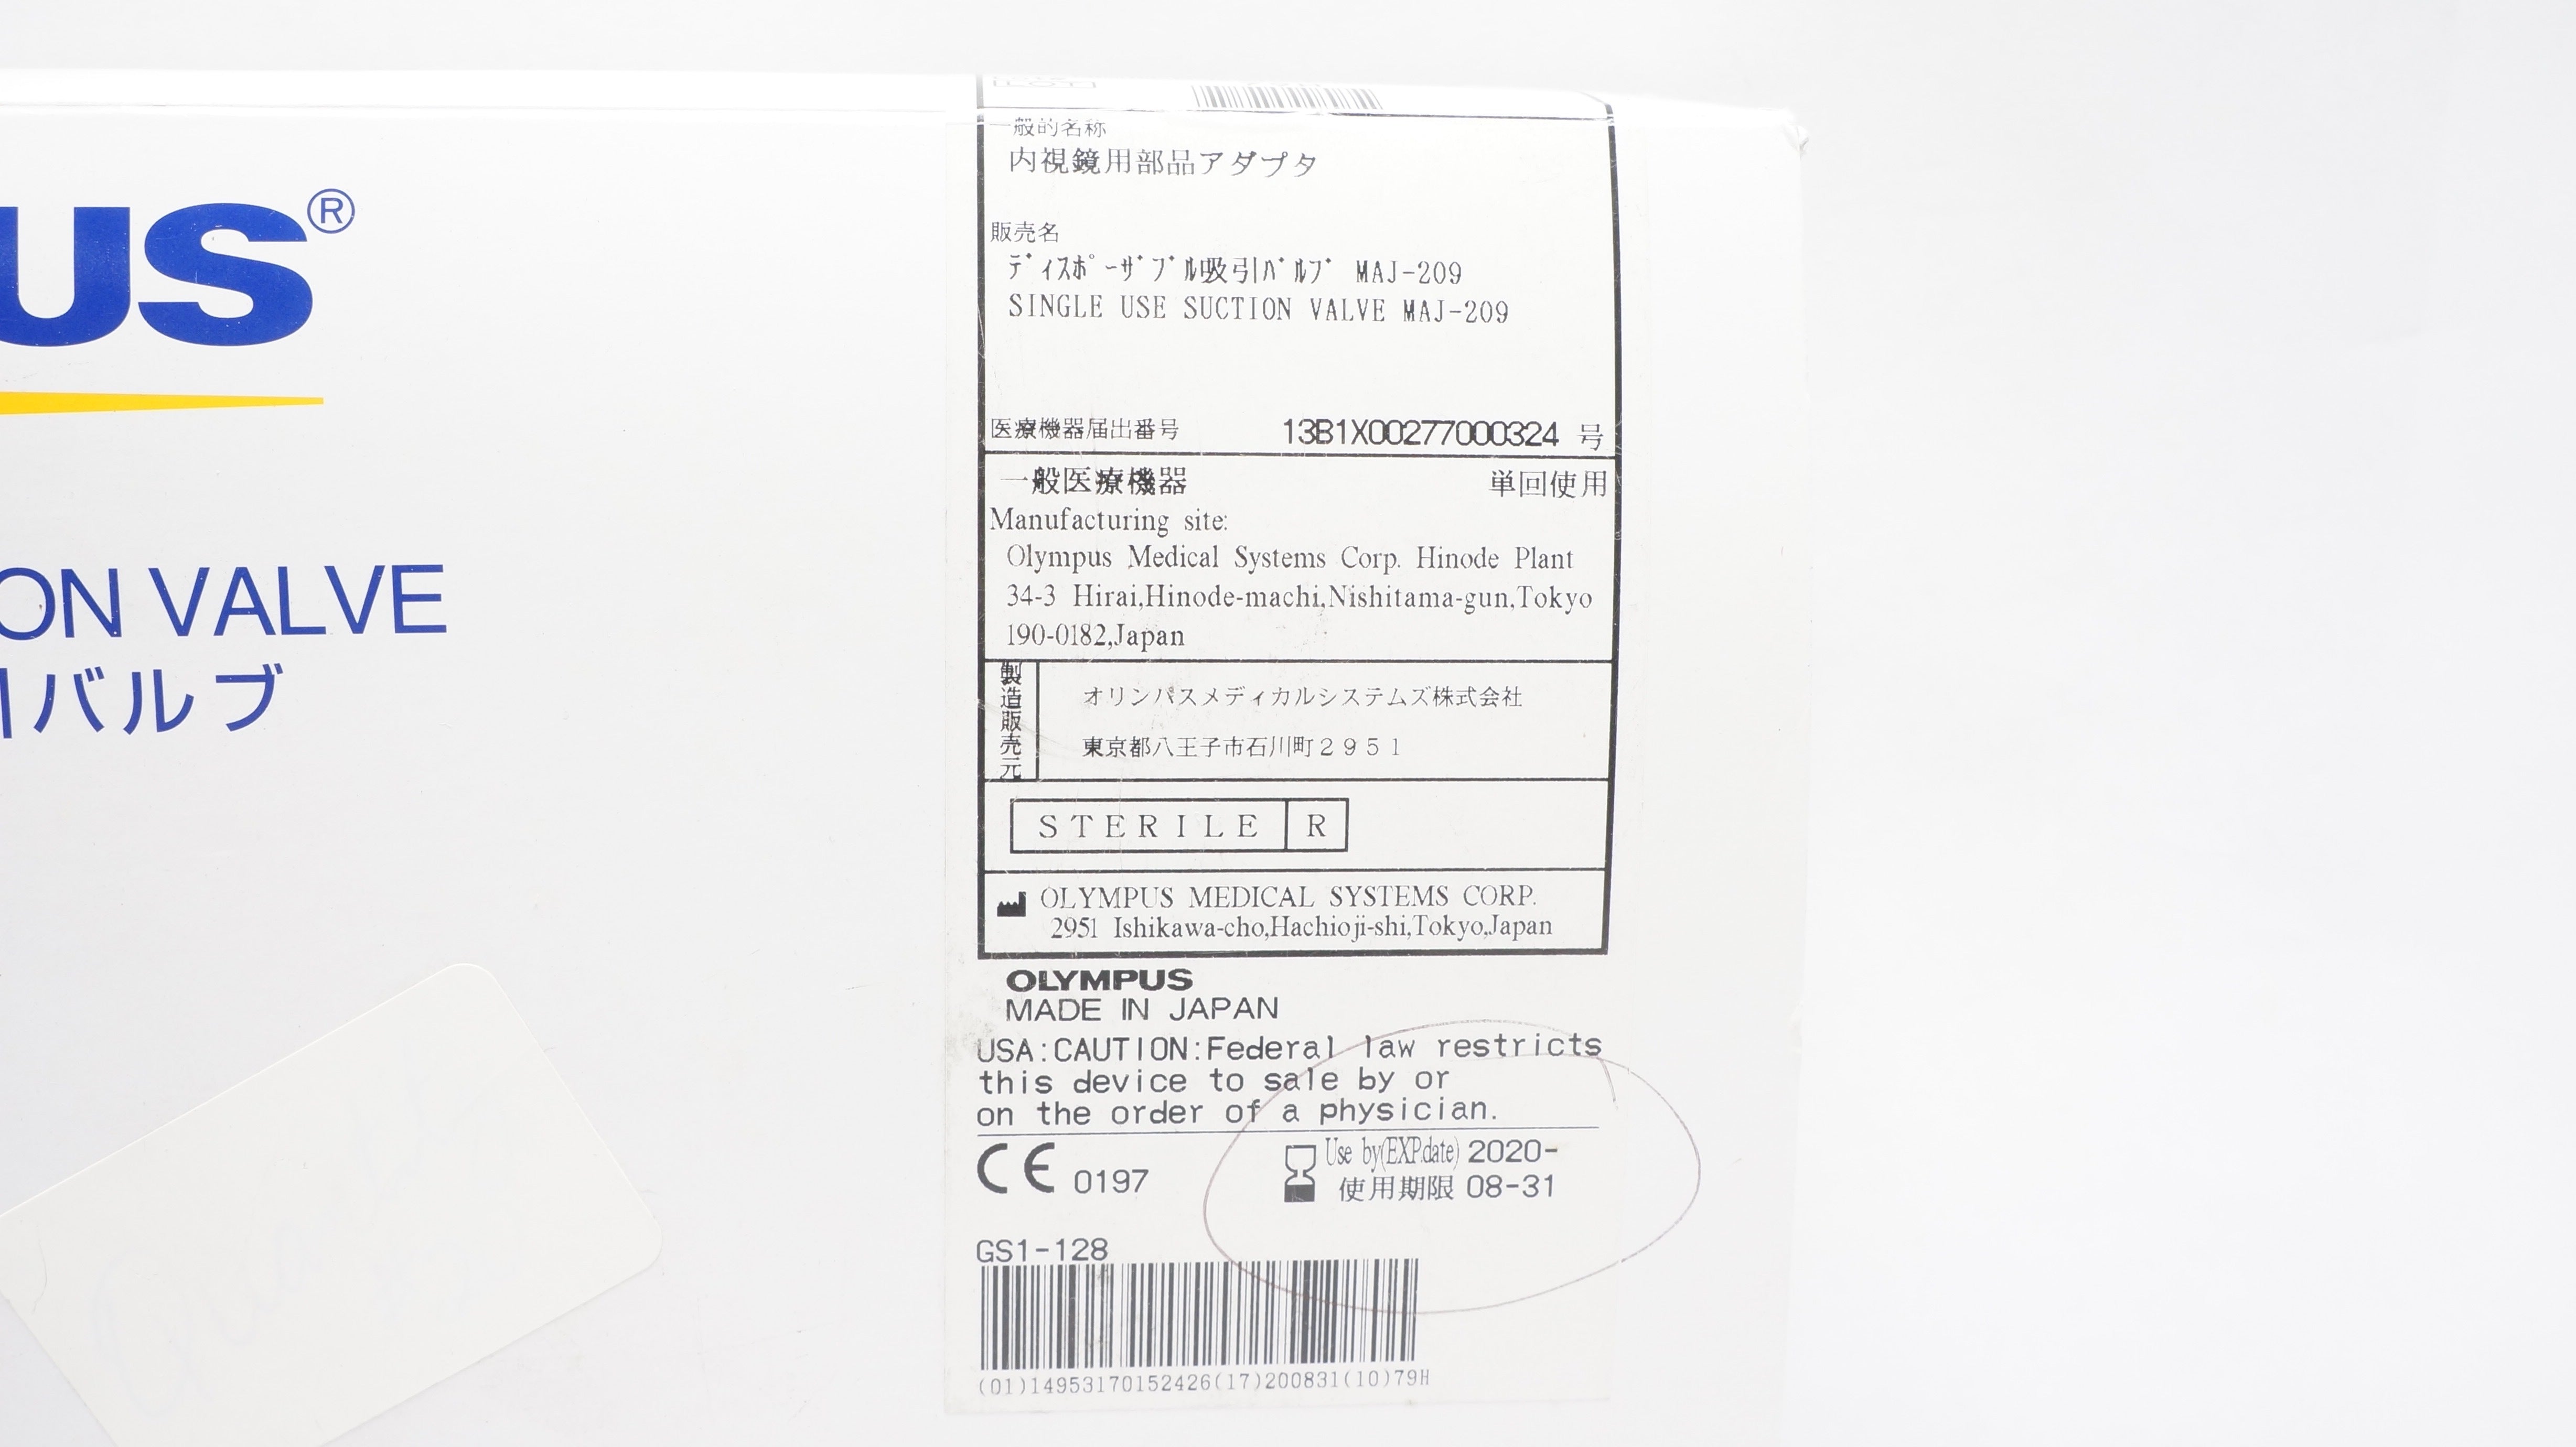 US®
ON VALVE
バルブ
一般的名称
内視鏡用部品アダプタ
販売名
ディスポーザブル吸引バルブ MAJ-209
SINGLE USE SUCTION VALVE MAJ-209
医療機器届出番号 13B1X00277000324 号
一般医療機器 単回使用
Manufacturing site:
Olympus Medical Systems Corp. Hinode Plant
34-3 Hirai,Hinode-machi,Nishitama-gun,Tokyo
190-0182,Japan
製造販売元
オリンパスメディカルシステムズ株式会社
東京都八王子市石川町2951
STERILE R
OLYMPUS MEDICAL SYSTEMS CORP.
2951 Ishikawa-cho,Hachioji-shi,Tokyo,Japan
OLYMPUS
MADE IN JAPAN
USA:CAUTION:Federal law restricts
this device to sale by or
on the order of a physician.
CE 0197
Use by(EXP.date) 2020-
使用期限 08-31
GS1-128
(01)14953170152426(17)200831(10)79H